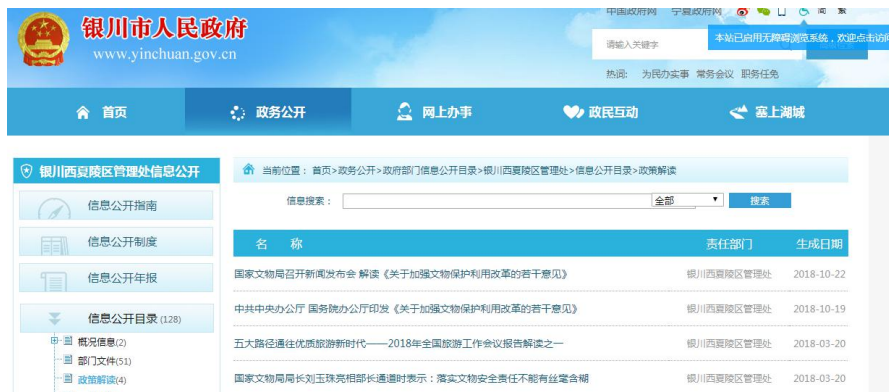 中国政府网 宁夏政府网 简 繁
银川市人民政府
www.yinchuan.gov.cn
请输入关键字
本站已启用无障碍浏览系统，欢迎点击访问
热词： 为民办实事 常务会议 职务任免
首页 政务公开 网上办事 政民互动 塞上湖城
银川西夏陵区管理处信息公开
当前位置：首页>政务公开>政府部门信息公开目录>银川西夏陵区管理处>信息公开目录>政策解读
信息公开指南
信息搜索： 全部 搜索
信息公开制度
名 称 责任部门 生成日期
信息公开年报
国家文物局召开新闻发布会 解读《关于加强文物保护利用改革的若干意见》 银川西夏陵区管理处 2018-10-22
中共中央办公厅 国务院办公厅印发《关于加强文物保护利用改革的若干意见》 银川西夏陵区管理处 2018-10-19
信息公开目录(128)
概况信息(2)
五大路径通往优质旅游新时代——2018年全国旅游工作会议报告解读之一 银川西夏陵区管理处 2018-03-20
部门文件(51)
政策解读(4)
国家文物局局长刘玉珠亮相部长通道时表示：落实文物安全责任不能有丝毫含糊 银川西夏陵区管理处 2018-03-20